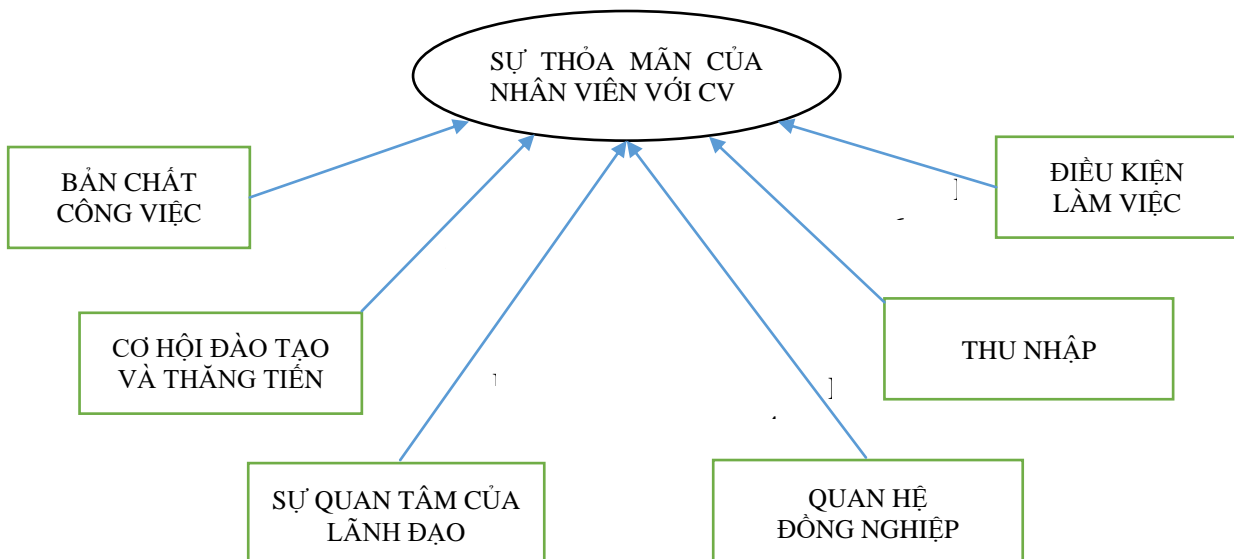 SỰ THỎA MÃN CỦA
NHÂN VIÊN VỚI CV
BẢN CHẤT
CÔNG VIỆC
ĐIỀU KIỆN
LÀM VIỆC
CƠ HỘI ĐÀO TẠO
VÀ THĂNG TIẾN
THU NHẬP
SỰ QUAN TÂM CỦA
LÃNH ĐẠO
QUAN HỆ
ĐỒNG NGHIỆP